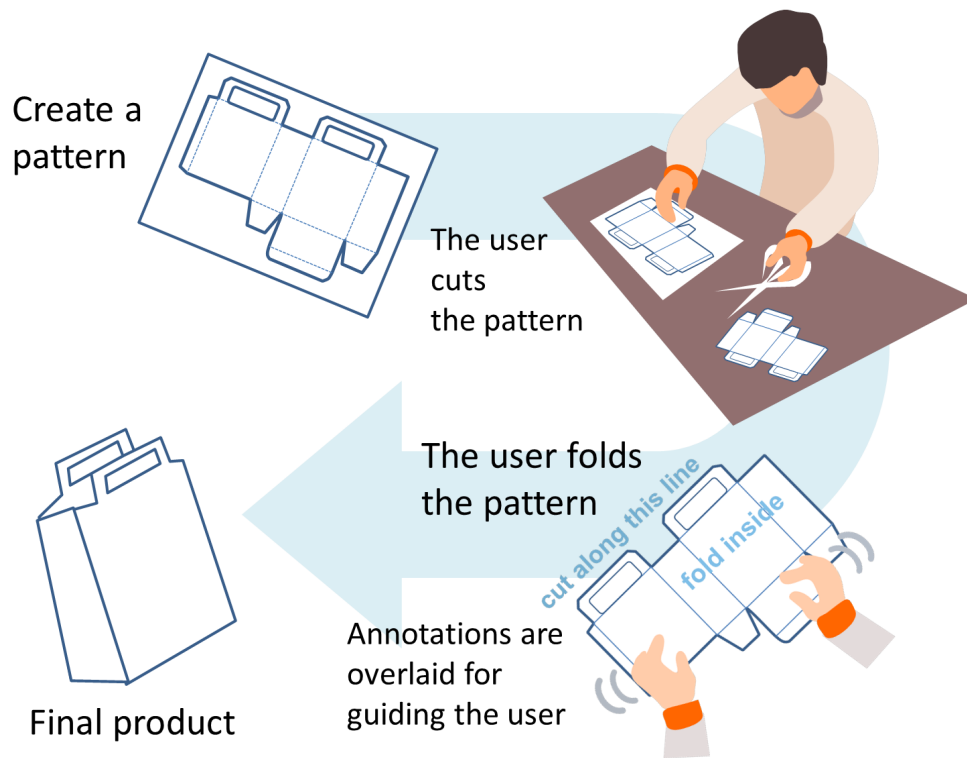 Create a
pattern
The user
cuts
the pattern
The user folds
the pattern
cut along this line
fold inside
Annotations are
overlaid for
guiding the user
Final product